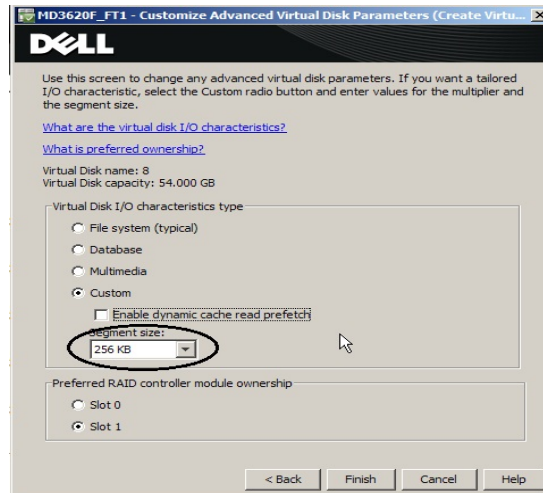 MD3620F_FT1 - Customize Advanced Virtual Disk Parameters (Create Virtu... X
DELL
Use this screen to change any advanced virtual disk parameters. If you want a tailored
I/O characteristic, select the Custom radio button and enter values for the multiplier and
the segment size.
What are the virtual disk I/O characteristics?
What is preferred ownership?
Virtual Disk name: 8
Virtual Disk capacity: 54.000 GB
Virtual Disk I/O characteristics type
File system (typical)
Database
Multimedia
Custom
Enable dynamic cache read prefetch
Segment size:
256 KB
Preferred RAID controller module ownership
Slot 0
Slot 1
< Back Finish Cancel Help